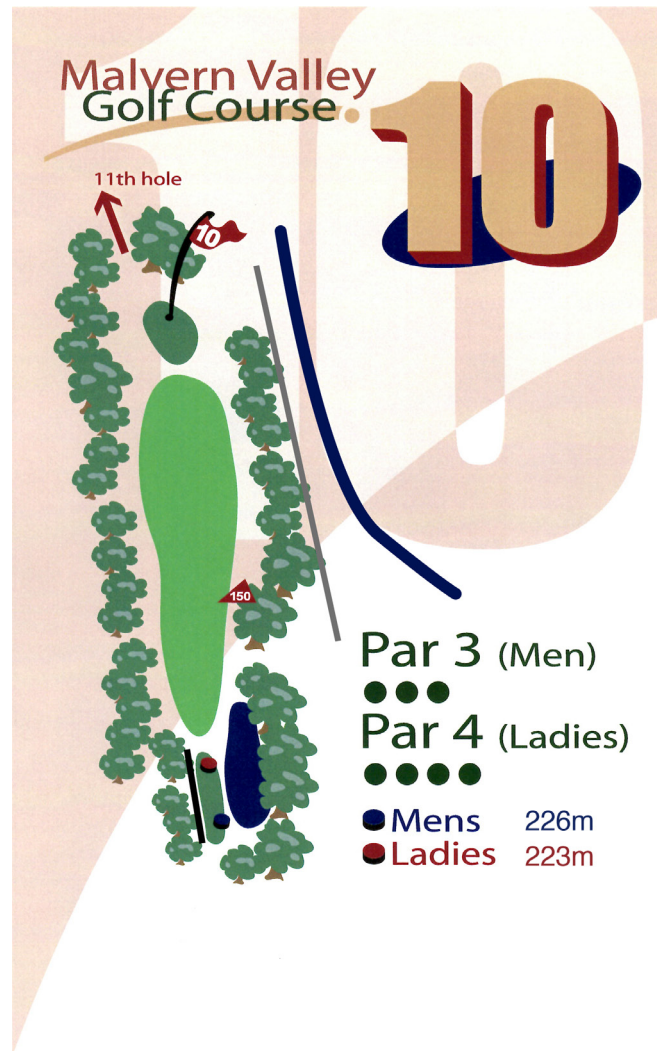 Malvern Valley
Golf Course
10
11th hole
10
150
Par 3 (Men)
Par 4 (Ladies)
Mens 226m
Ladies 223m